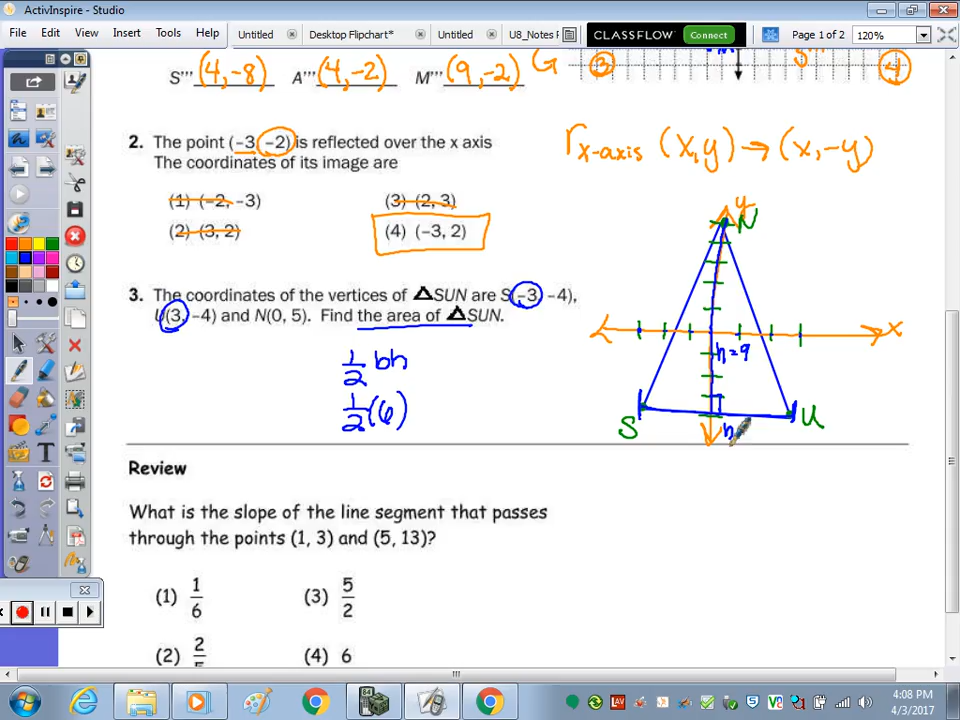 ActivInspire - Studio
File Edit View Insert Tools Help
Untitled
Desktop Flipchart*
Untitled
U8_Notes
CLASSFLOW
Connect
Page 1 of 2
120%
S''' (4, -8) A''' (4, -2) M''' (9, -2) G
3
4
2. The point (-3, -2) is reflected over the x axis
The coordinates of its image are
(1) (-2, -3) (3) (2, 3)
(2) (3, 2) (4) (-3, 2)
r x-axis (x, y) → (x, -y)
3. The coordinates of the vertices of △SUN are S(-3, -4),
U(3, -4) and N(0, 5). Find the area of △SUN.
1/2 bh
1/2 (6)
y
N
x
h = 9
S
U
b
Review
What is the slope of the line segment that passes
through the points (1, 3) and (5, 13)?
(1) 1/6 (3) 5/2
(2) 2/5 (4) 6
4:08 PM
4/3/2017